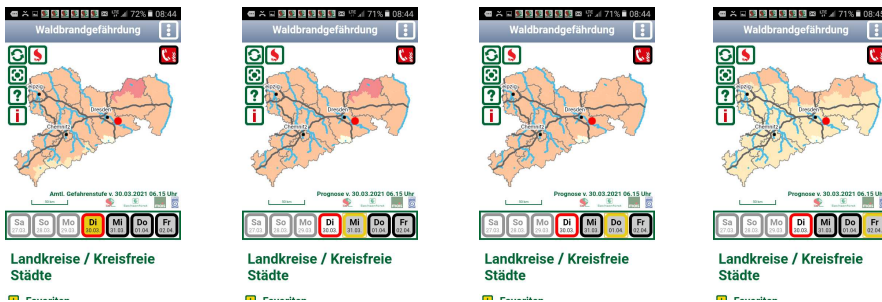 72% 08:44
Waldbrandgefährdung
SOS
Leipzig
Dresden
Chemnitz
Amtl. Gefahrenstufe v. 30.03.2021 06.15 Uhr
Sa So Mo Di Mi Do Fr
27.03. 28.03. 29.03. 30.03. 31.03. 01.04. 02.04.
Landkreise / Kreisfreie
Städte
Favoriten
71% 08:44
Waldbrandgefährdung
SOS
Leipzig
Dresden
Chemnitz
Prognose v. 30.03.2021 06.15 Uhr
Sa So Mo Di Mi Do Fr
27.03. 28.03. 29.03. 30.03. 31.03. 01.04. 02.04.
Landkreise / Kreisfreie
Städte
Favoriten
71% 08:44
Waldbrandgefährdung
SOS
Leipzig
Dresden
Chemnitz
Prognose v. 30.03.2021 06.15 Uhr
Sa So Mo Di Mi Do Fr
27.03. 28.03. 29.03. 30.03. 31.03. 01.04. 02.04.
Landkreise / Kreisfreie
Städte
Favoriten
71% 08:45
Waldbrandgefährdung
Leipzig
Dresden
Chemnitz
Prognose v. 30.03.2021 06.15 Uhr
Sa So Mo Di Mi Do Fr
27.03. 28.03. 29.03. 30.03. 31.03. 01.04. 02.04.
Landkreise / Kreisfreie
Städte
Favoriten